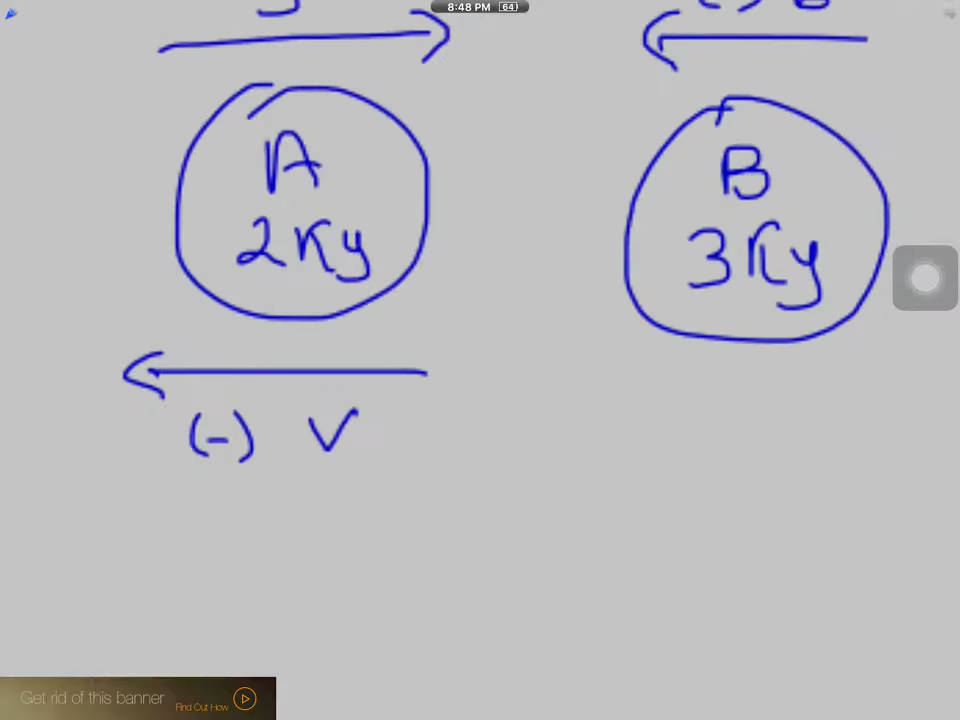 8:48 PM 64
A
2Kg
B
3Kg
(-) V
Get rid of this banner
Find Out How